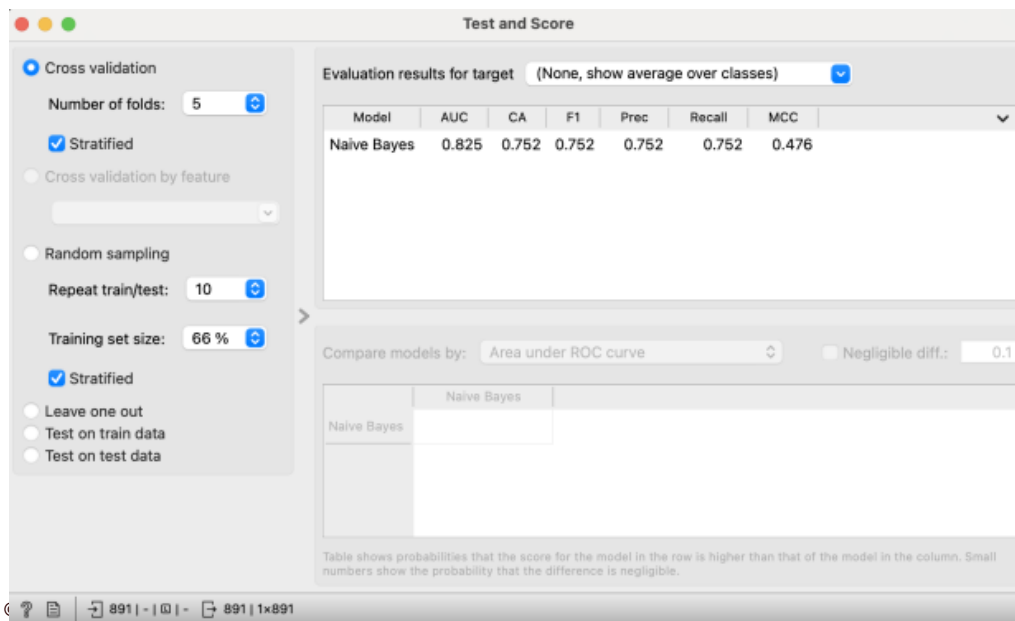 Test and Score
Cross validation
Number of folds: 5
Stratified
Cross validation by feature
Random sampling
Repeat train/test: 10
Training set size: 66 %
Stratified
Leave one out
Test on train data
Test on test data
Evaluation results for target (None, show average over classes)
Model AUC CA F1 Prec Recall MCC
Naive Bayes 0.825 0.752 0.752 0.752 0.752 0.476
Compare models by: Area under ROC curve Negligible diff.: 0.1
Naive Bayes
Naive Bayes
Table shows probabilities that the score for the model in the row is higher than that of the model in the column. Small
numbers show the probability that the difference is negligible.
? 891 | - | - 891 | 1×891